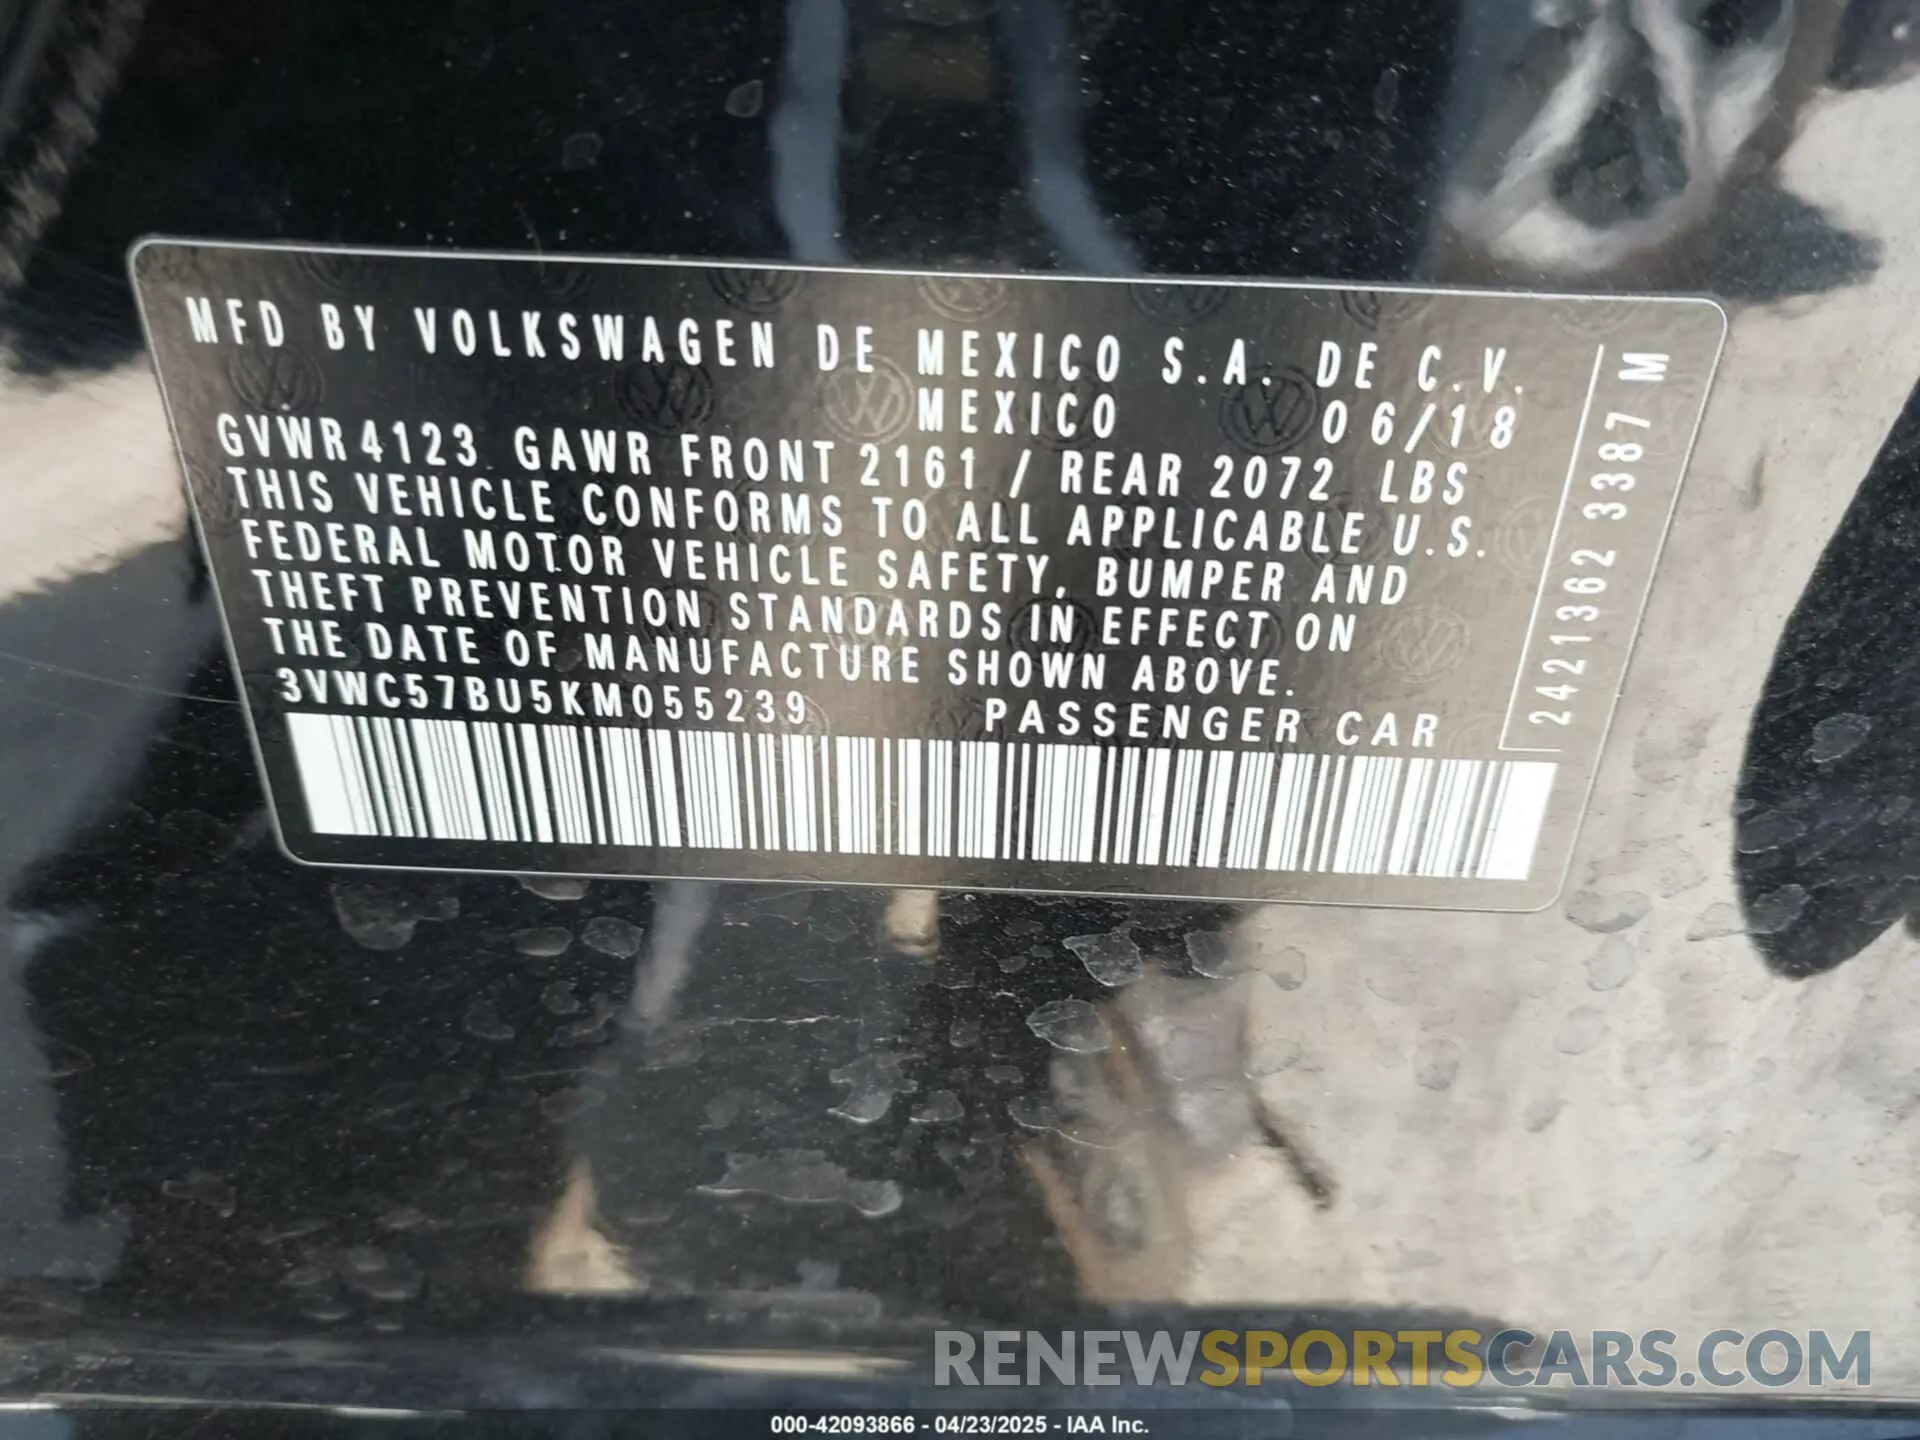 MFD BY VOLKSWAGEN DE MEXICO S.A. DE C.V.
MEXICO 06/18
GVWR 4123 GAWR FRONT 2161 / REAR 2072 LBS
THIS VEHICLE CONFORMS TO ALL APPLICABLE U.S.
FEDERAL MOTOR VEHICLE SAFETY, BUMPER AND
THEFT PREVENTION STANDARDS IN EFFECT ON
THE DATE OF MANUFACTURE SHOWN ABOVE.
3VWC57BU5KM055239 PASSENGER CAR
2421362 3387 M
RENEWSPORTSCARS.COM
000-42093866 - 04/23/2025 - IAA Inc.